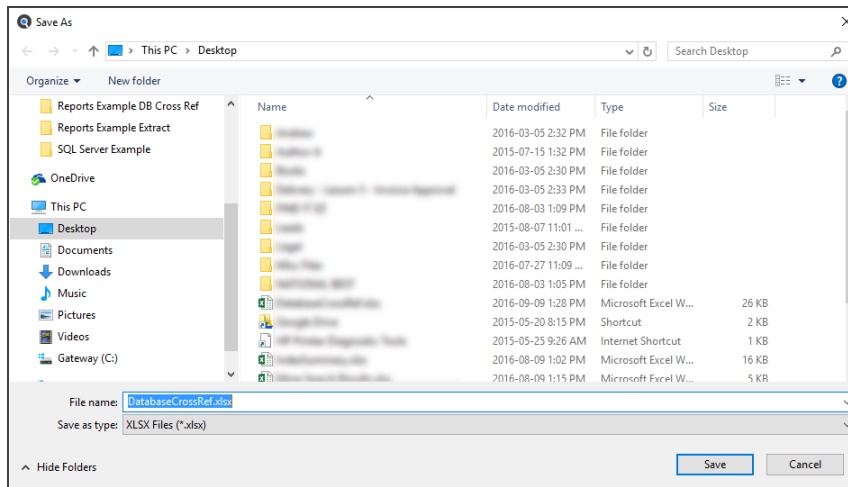 Save As
This PC > Desktop
Search Desktop
Organize
New folder
?
Reports Example DB Cross Ref
Reports Example Extract
SQL Server Example
OneDrive
This PC
Desktop
Documents
Downloads
Music
Pictures
Videos
Gateway (C:)
Name Date modified Type Size
2016-03-05 2:32 PM File folder
2015-07-15 1:32 PM File folder
2016-03-05 2:30 PM File folder
2016-03-05 2:33 PM File folder
2016-08-03 1:09 PM File folder
2015-08-07 11:01 ... File folder
2016-03-05 2:30 PM File folder
2016-07-27 11:09 ... File folder
2016-08-03 1:05 PM File folder
2016-09-09 1:28 PM Microsoft Excel W... 26 KB
2015-05-20 8:15 PM Shortcut 2 KB
2015-05-25 9:26 AM Internet Shortcut 1 KB
2016-08-09 1:02 PM Microsoft Excel W... 16 KB
2016-08-09 1:15 PM Microsoft Excel W... 5 KB
File name: DatabaseCrossRef.xlsx
Save as type: XLSX Files (*.xlsx)
Hide Folders
Save
Cancel